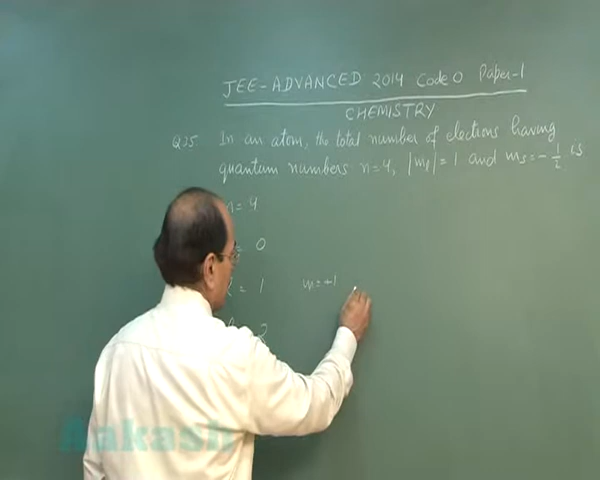 JEE-ADVANCED 2014 Code 0 Paper-1
CHEMISTRY
Q25 In an atom, the total number of electrons having
quantum numbers n=4, |mₗ|=1 and mₛ=-1/2 is
n=4
=0
l=1 m=+1
2
Aakash